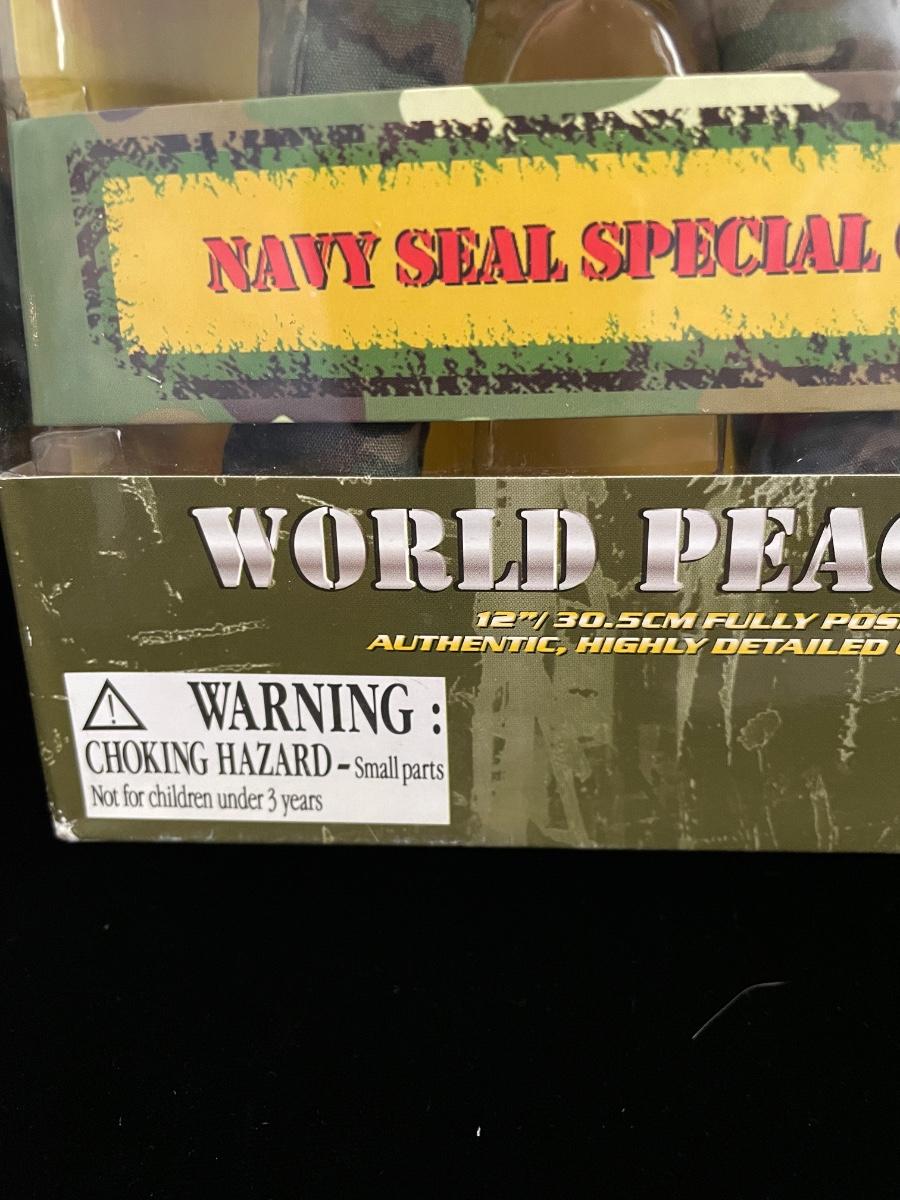 NAVY SEAL SPECIAL
WORLD PEAC
12"/ 30.5CM FULLY POS
AUTHENTIC, HIGHLY DETAILED
WARNING :
CHOKING HAZARD - Small parts
Not for children under 3 years